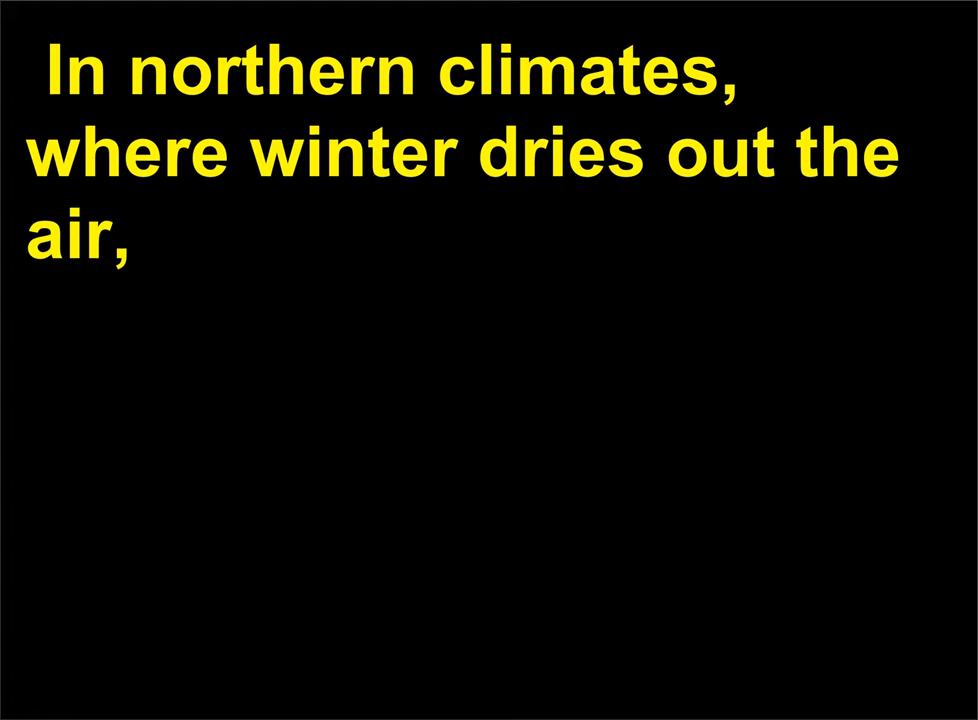 In northern climates,
where winter dries out the
air,